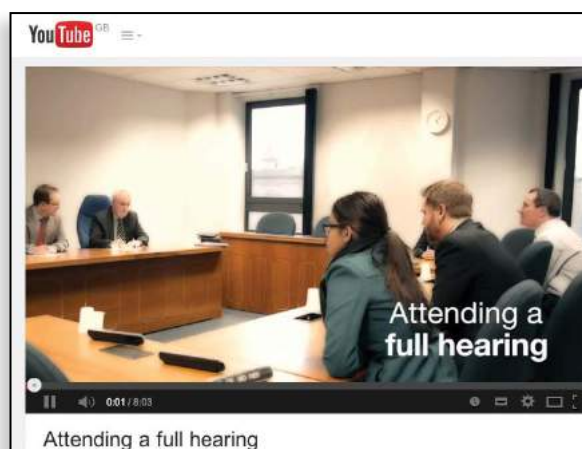 YouTube GB
Attending a
full hearing
0:01 / 8:03
Attending a full hearing